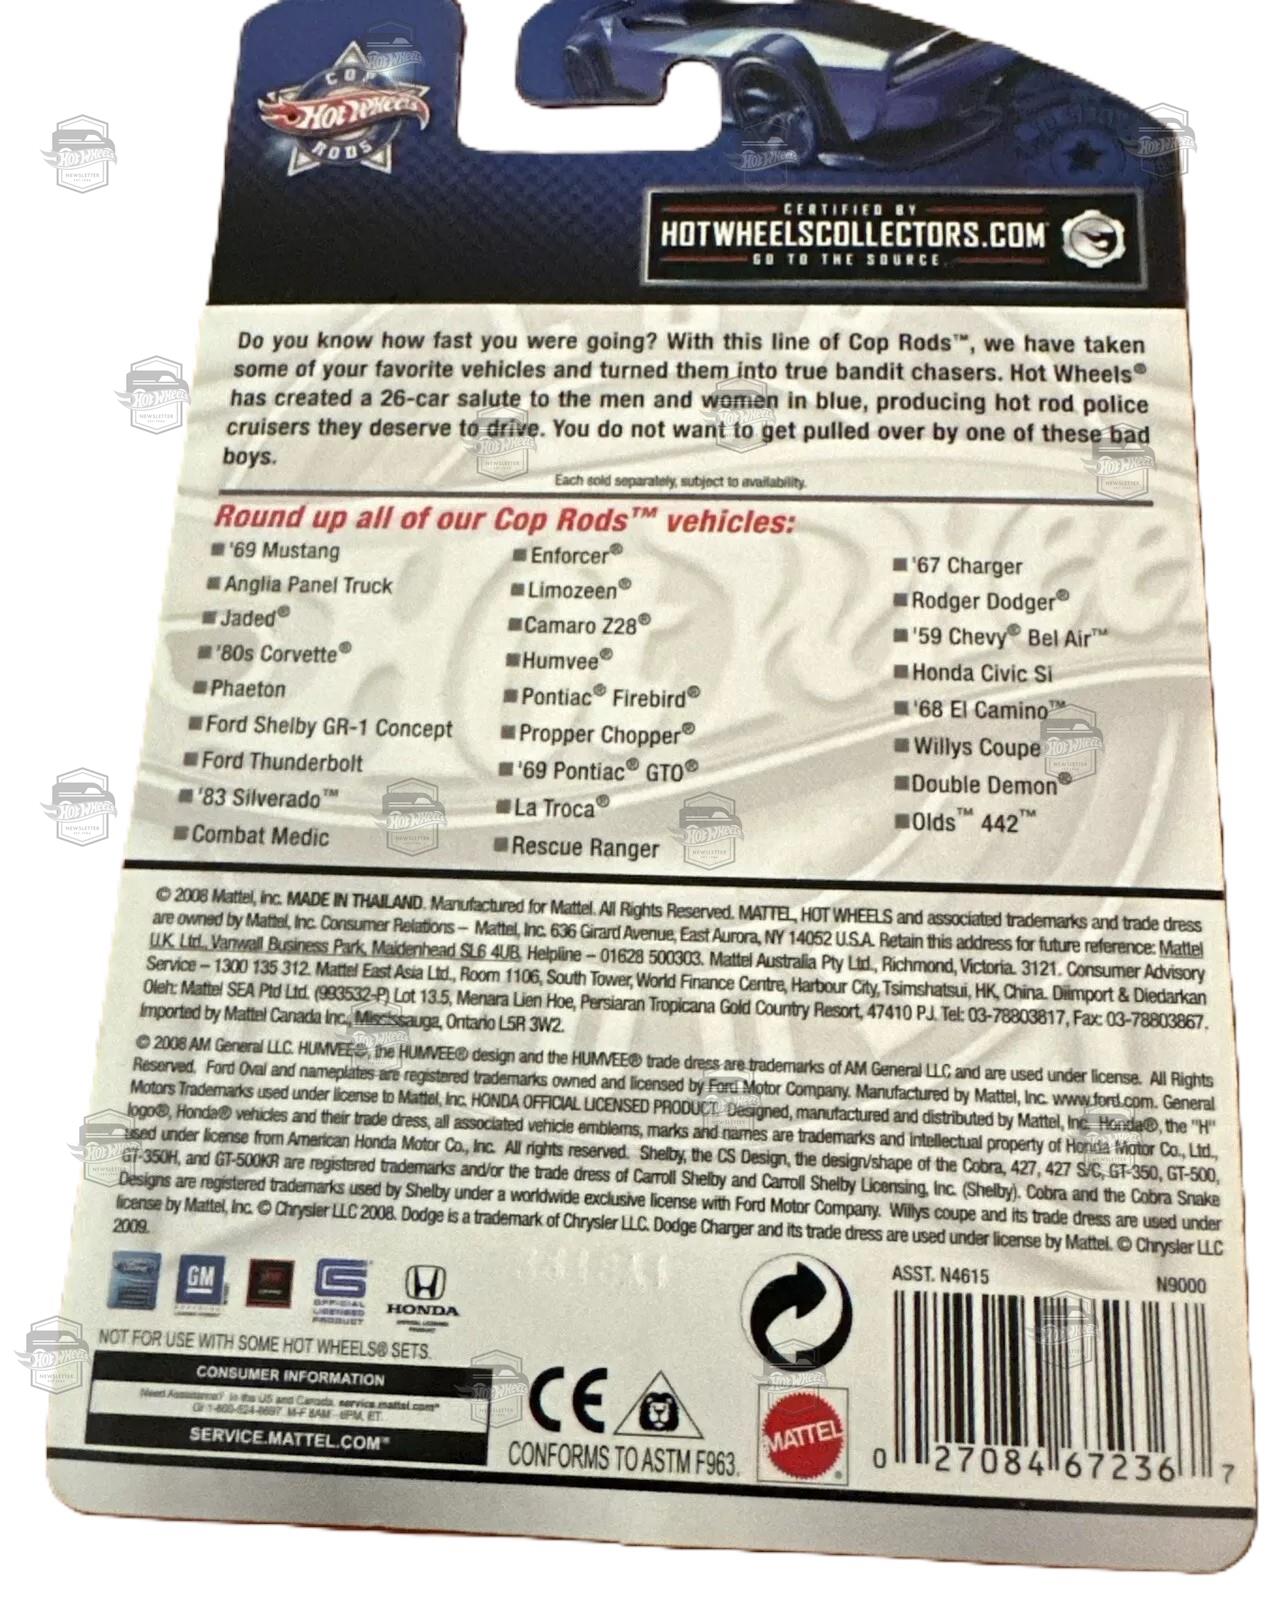 COP
Hot Wheels
RODS
CERTIFIED BY
HOTWHEELSCOLLECTORS.COM
GO TO THE SOURCE
Do you know how fast you were going? With this line of Cop Rods™, we have taken
some of your favorite vehicles and turned them into true bandit chasers. Hot Wheels®
has created a 26-car salute to the men and women in blue, producing hot rod police
cruisers they deserve to drive. You do not want to get pulled over by one of these bad
boys.
Each sold separately, subject to availability.
Round up all of our Cop Rods™ vehicles:
'69 Mustang
Anglia Panel Truck
Jaded®
'80s Corvette®
Phaeton
Ford Shelby GR-1 Concept
Ford Thunderbolt
'83 Silverado™
Combat Medic
Enforcer®
Limozeen®
Camaro Z28®
Humvee®
Pontiac® Firebird®
Propper Chopper®
'69 Pontiac® GTO®
La Troca®
Rescue Ranger
'67 Charger
Rodger Dodger®
'59 Chevy® Bel Air™
Honda Civic Si
'68 El Camino™
Willys Coupe
Double Demon®
Olds™ 442™
© 2008 Mattel, Inc. MADE IN THAILAND. Manufactured for Mattel. All Rights Reserved. MATTEL, HOT WHEELS and associated trademarks and trade dress
are owned by Mattel, Inc. Consumer Relations – Mattel, Inc. 636 Girard Avenue, East Aurora, NY 14052 U.S.A. Retain this address for future reference: Mattel
U.K. Ltd., Vanwall Business Park, Maidenhead SL6 4UB. Helpline – 01628 500303. Mattel Australia Pty Ltd., Richmond, Victoria. 3121. Consumer Advisory
Service – 1300 135 312. Mattel East Asia Ltd., Room 1106, South Tower, World Finance Centre, Harbour City, Tsimshatsui, HK, China. Diimport & Diedarkan
Oleh: Mattel SEA Ptd Ltd. (993532-P) Lot 13.5, Menara Lien Hoe, Persiaran Tropicana Gold Country Resort, 47410 PJ. Tel: 03-78803817, Fax: 03-78803867.
Imported by Mattel Canada Inc., Mississauga, Ontario L5R 3W2.
© 2008 AM General LLC. HUMVEE®, the HUMVEE® design and the HUMVEE® trade dress are trademarks of AM General LLC and are used under license. All Rights
Reserved. Ford Oval and nameplates are registered trademarks owned and licensed by Ford Motor Company. Manufactured by Mattel, Inc. www.ford.com. General
Motors Trademarks used under license to Mattel, Inc. HONDA OFFICIAL LICENSED PRODUCT. Designed, manufactured and distributed by Mattel, Inc. Honda®, the "H"
logo®, Honda® vehicles and their trade dress, all associated vehicle emblems, marks and names are trademarks and intellectual property of Honda Motor Co., Ltd.,
used under license from American Honda Motor Co., Inc. All rights reserved. Shelby, the CS Design, the design/shape of the Cobra, 427, 427 S/C, GT-350, GT-500,
GT-350H, and GT-500KR are registered trademarks and/or the trade dress of Carroll Shelby and Carroll Shelby Licensing, Inc. (Shelby). Cobra and the Cobra Snake
Designs are registered trademarks used by Shelby under a worldwide exclusive license with Ford Motor Company. Willys coupe and its trade dress are used under
license by Mattel, Inc. © Chrysler LLC 2008. Dodge is a trademark of Chrysler LLC. Dodge Charger and its trade dress are used under license by Mattel. © Chrysler LLC
2009.
GM
OFFICIAL
LICENSED
PRODUCT
HONDA
NOT FOR USE WITH SOME HOT WHEELS® SETS.
CONSUMER INFORMATION
Need Assistance? In the US and Canada, service.mattel.com™
Or 1-800-524-8697 M-F 8AM - 6PM, ET.
SERVICE.MATTEL.COM™
CE
CONFORMS TO ASTM F963.
MATTEL
ASST. N4615
N9000
0 27084 67236 7
Hot Wheels
NEWSLETTER